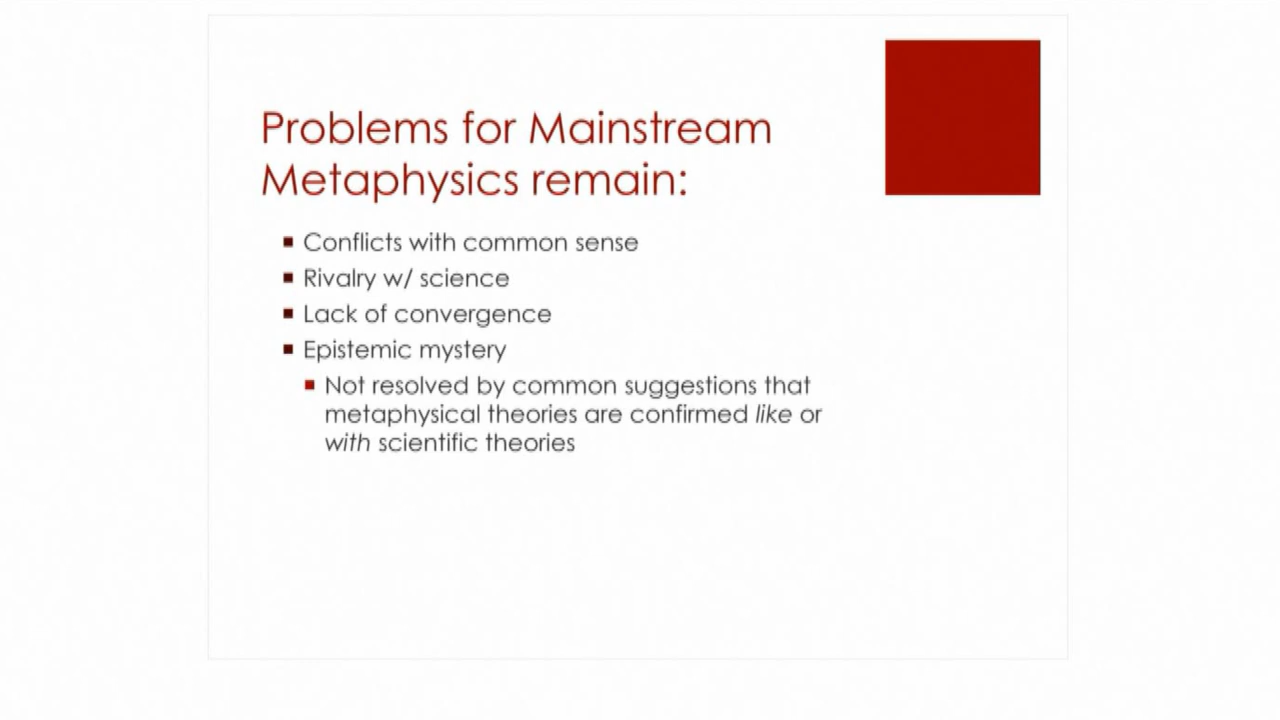 Problems for Mainstream
Metaphysics remain:
Conflicts with common sense
Rivalry w/ science
Lack of convergence
Epistemic mystery
Not resolved by common suggestions that
metaphysical theories are confirmed like or
with scientific theories